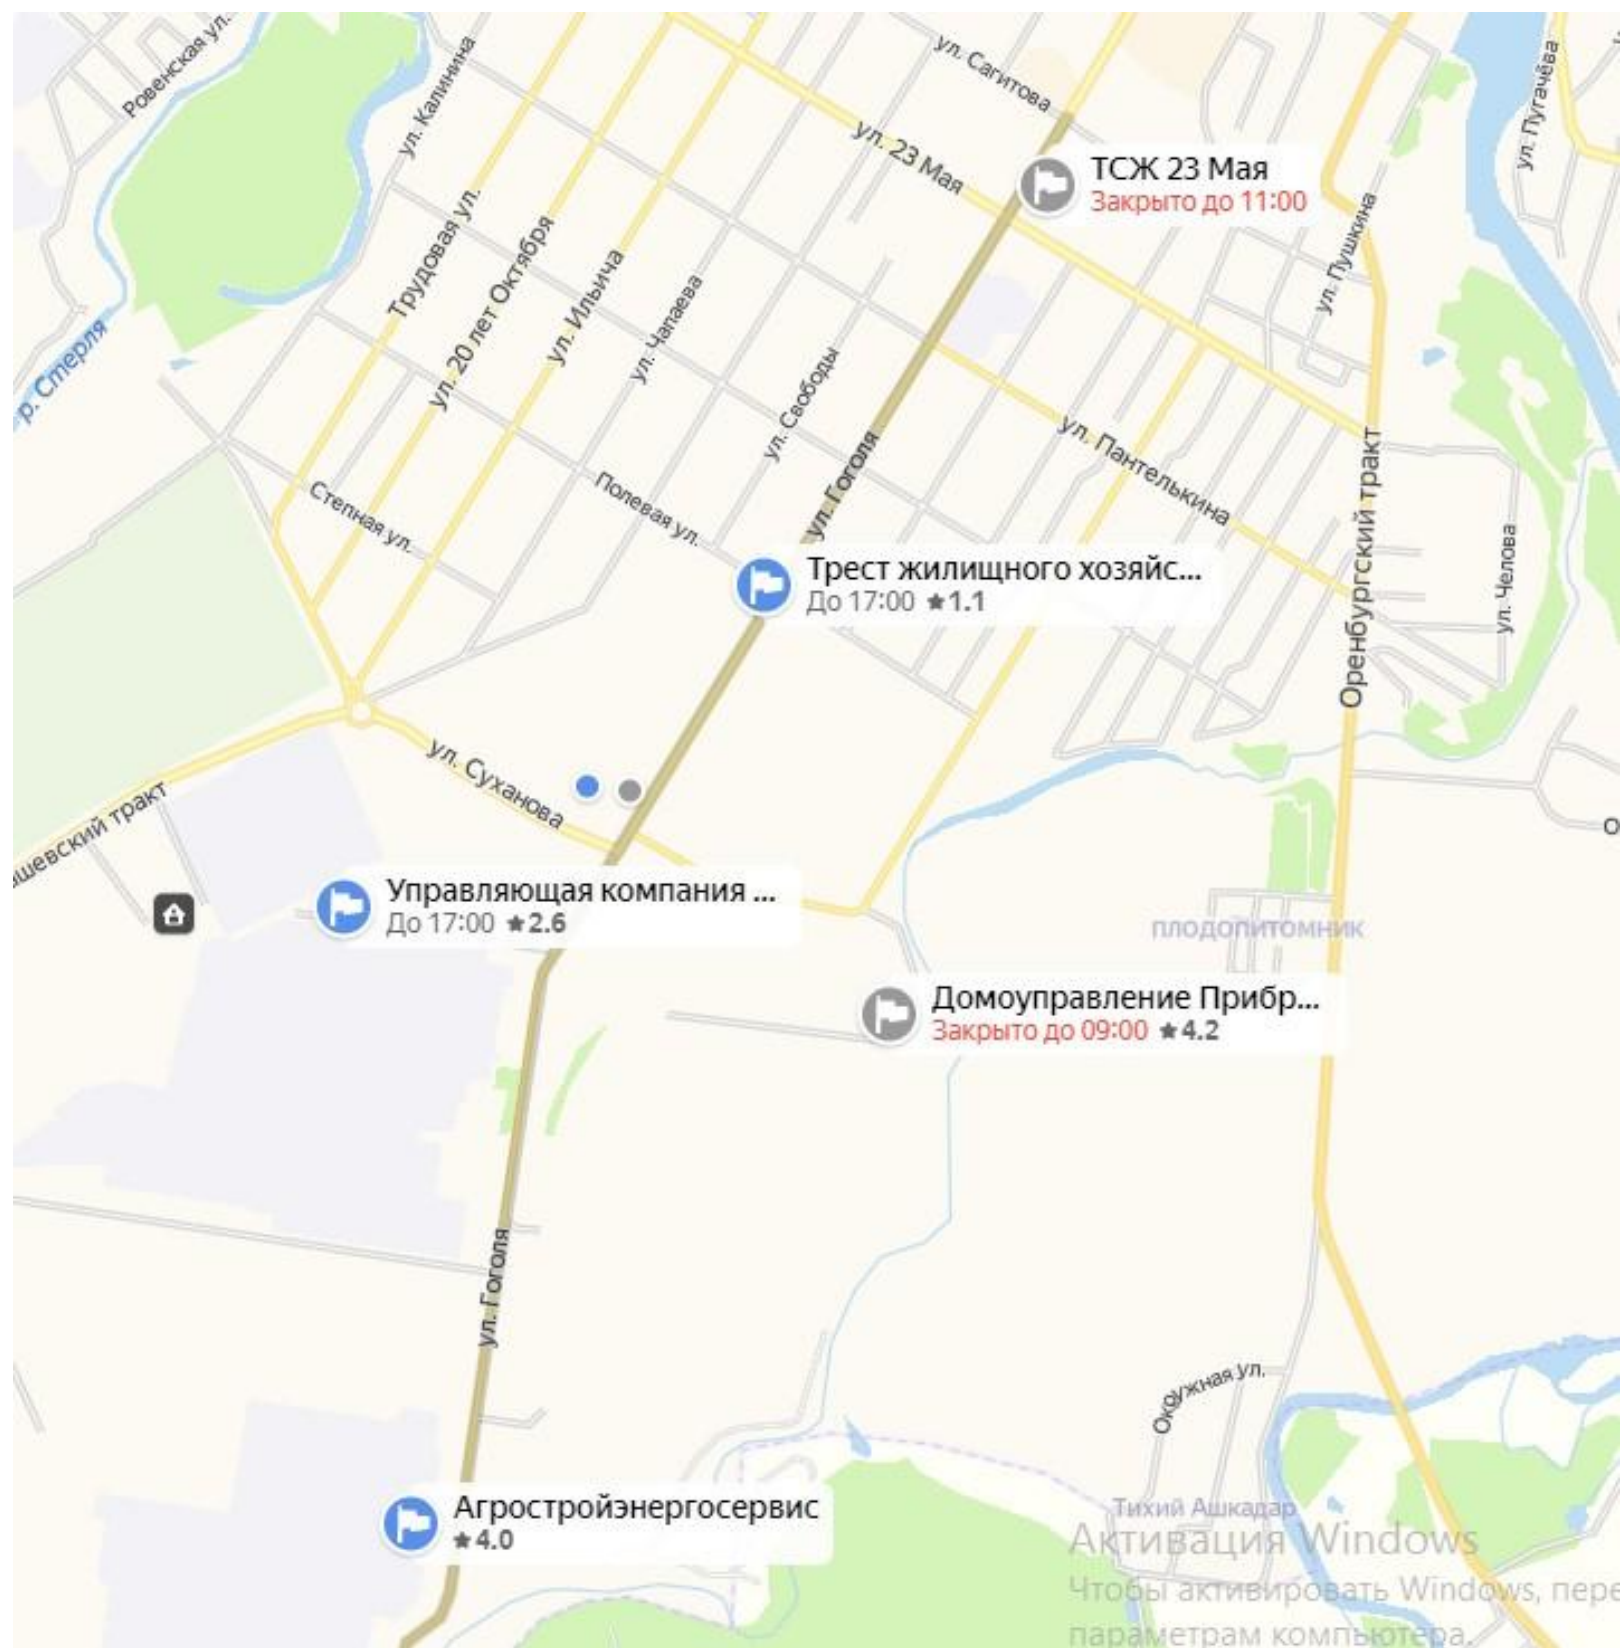 Ровенская ул.
ул. Калинина
ул. Сагитова
ул. Пугачёва
ул. 23 Мая
ТСЖ 23 Мая
Закрыто до 11:00
ул. Пушкина
Трудовая ул.
ул. 20 лет Октября
ул. Ильича
ул. Чапаева
р. Стерля
ул. Свободы
ул. Гоголя
ул. Пантелькина
Степная ул.
Полевая ул.
Оренбургский тракт
ул. Челова
Трест жилищного хозяйс...
До 17:00 ★1.1
ул. Суханова
шевский тракт
Управляющая компания ...
До 17:00 ★2.6
плодопитомник
Домоуправление Прибр...
Закрыто до 09:00 ★4.2
ул. Гоголя
Окружная ул.
Агростройэнергосервис
★4.0
Тихий Ашкадар
Активация Windows
Чтобы активировать Windows, пере
параметрам компьютера.